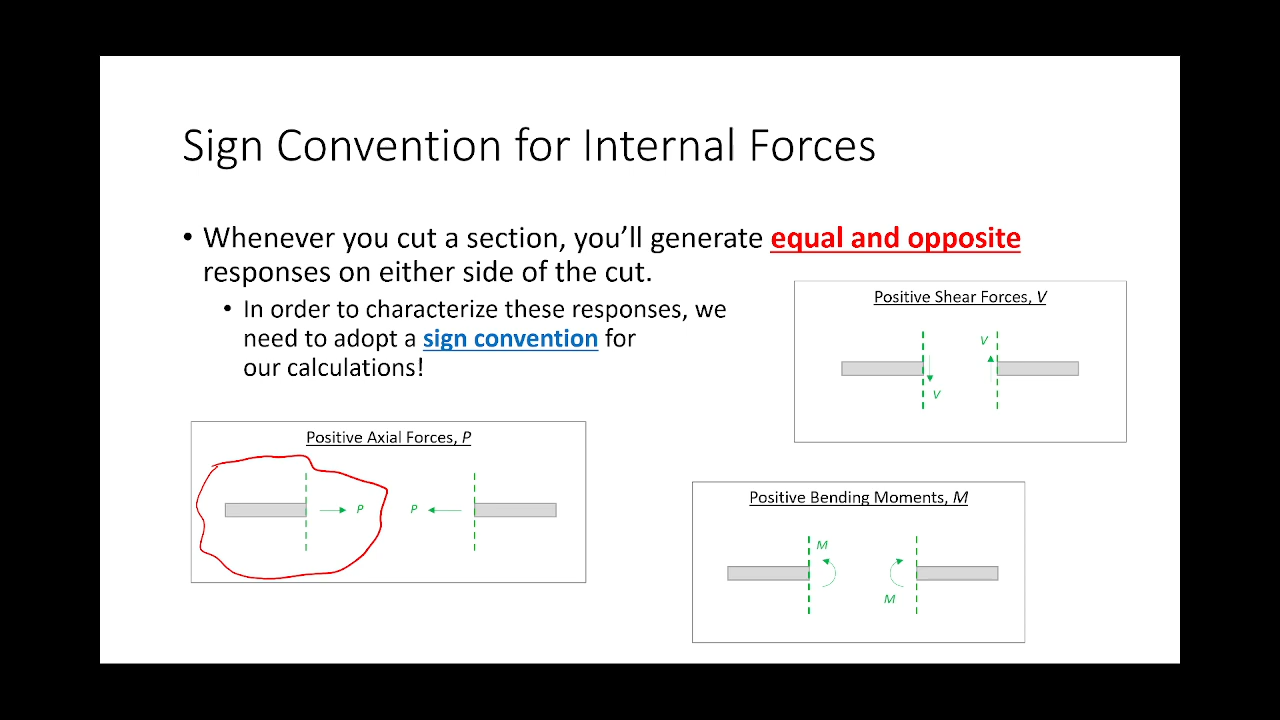 Sign Convention for Internal Forces
• Whenever you cut a section, you’ll generate equal and opposite
responses on either side of the cut.
• In order to characterize these responses, we
need to adopt a sign convention for
our calculations!
Positive Shear Forces, V
V
V
Positive Axial Forces, P
P
P
Positive Bending Moments, M
M
M